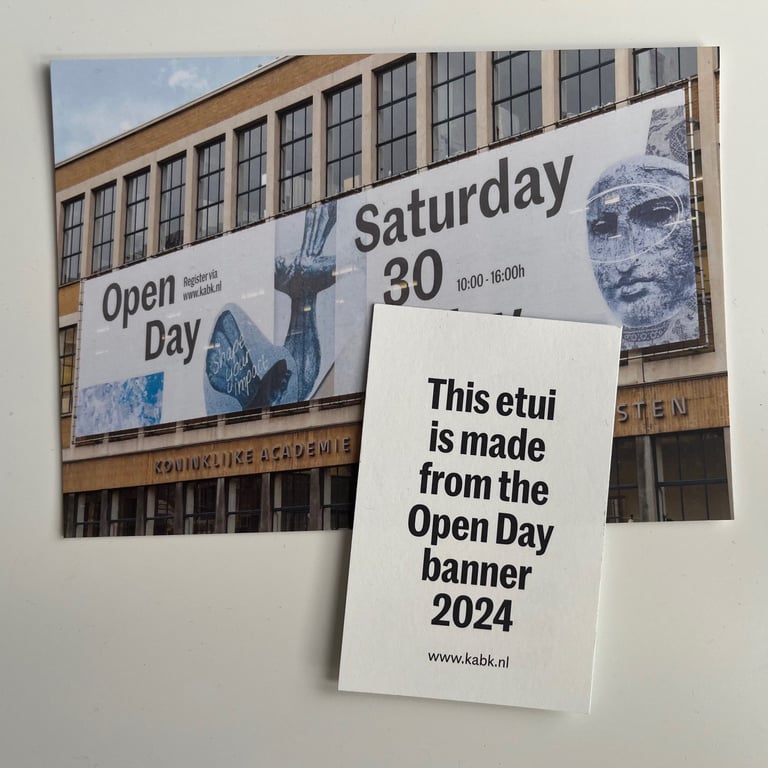 Open
Day
Register via
www.kabk.nl
Shape
your
impact
Saturday
30
10:00 - 16:00h
KONINKLIJKE ACADEMIE
STEN
This etui
is made
from the
Open Day
banner
2024
www.kabk.nl